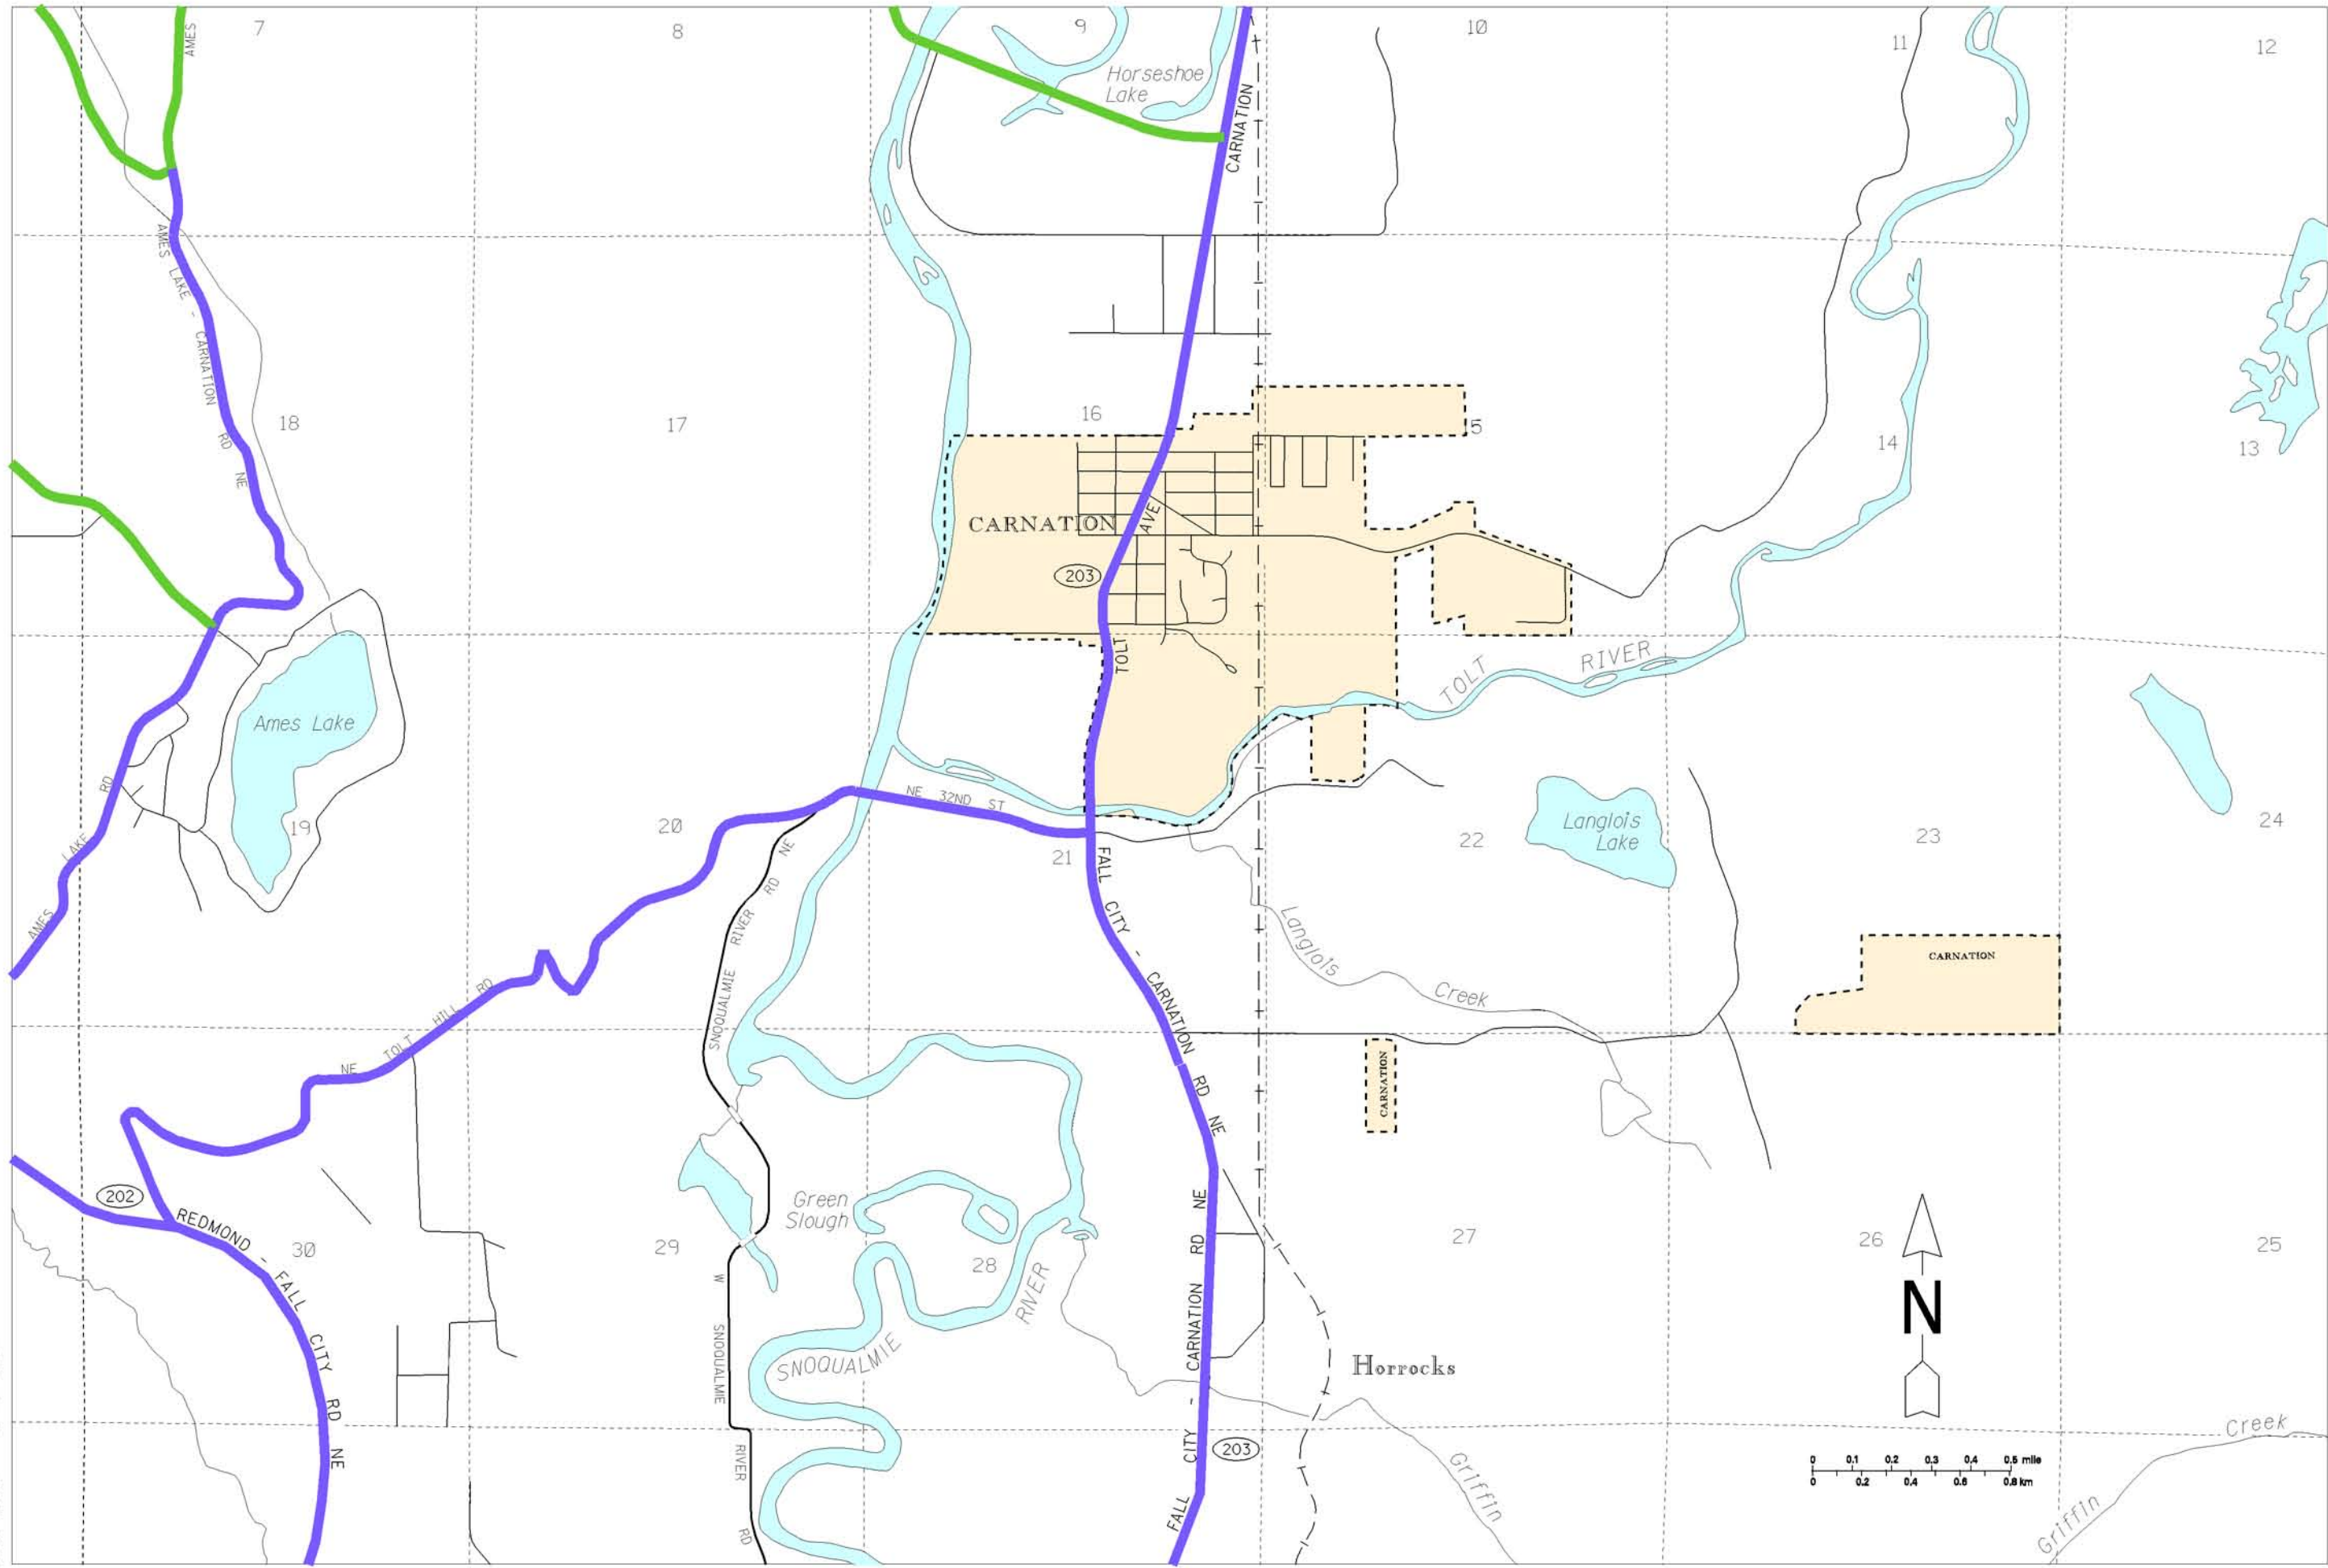 7
8
9
10
11
12
AMES
Horseshoe
Lake
CARNATION
AMES LAKE - CARNATION RD NE
18
17
16
5
14
13
CARNATION
AVE
203
TOLT
TOLT RIVER
Ames Lake
RD
NE 32ND ST
19
20
21
22
Langlois
Lake
23
24
AMES LAKE
NE
RD
RIVER
SNOQUALMIE
FALL CITY - CARNATION RD NE
Langlois Creek
CARNATION
NE TOLT HILL RD
CARNATION
202
REDMOND - FALL CITY RD NE
30
29
Green
Slough
28
27
26
25
N
SNOQUALMIE RIVER
W SNOQUALMIE RIVER RD
FALL CITY - CARNATION RD NE
Horrocks
203
Griffin
Griffin Creek
0 0.1 0.2 0.3 0.4 0.5 mile
0 0.2 0.4 0.6 0.8 km